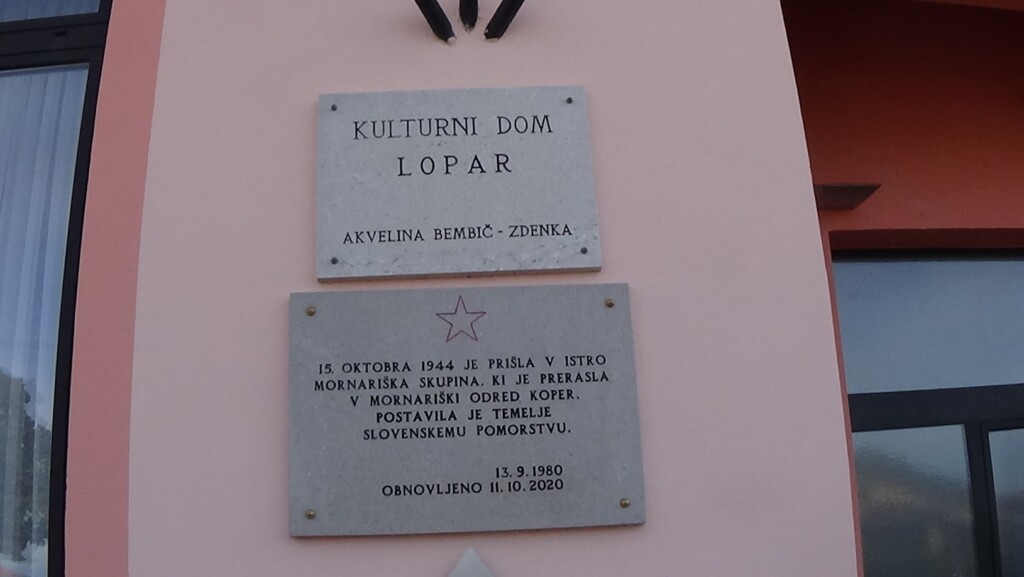 KULTURNI DOM
LOPAR
AKVELINA BEMBIČ - ZDENKA
15. OKTOBRA 1944 JE PRIŠLA V ISTRO
MORNARIŠKA SKUPINA, KI JE PRERASLA
V MORNARIŠKI ODRED KOPER.
POSTAVILA JE TEMELJE
SLOVENSKEMU POMORSTVU.
13. 9. 1980
OBNOVLJENO 11. 10. 2020